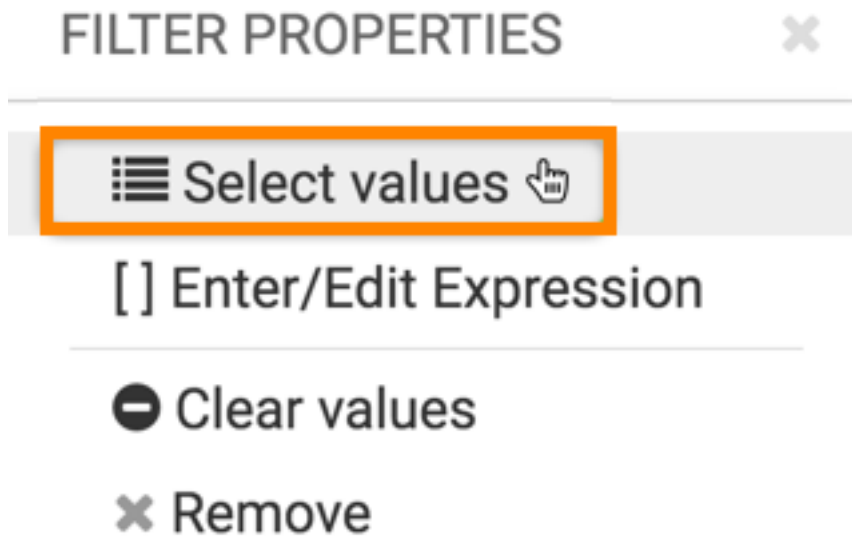 FILTER PROPERTIES
Select values
[ ] Enter/Edit Expression
Clear values
Remove